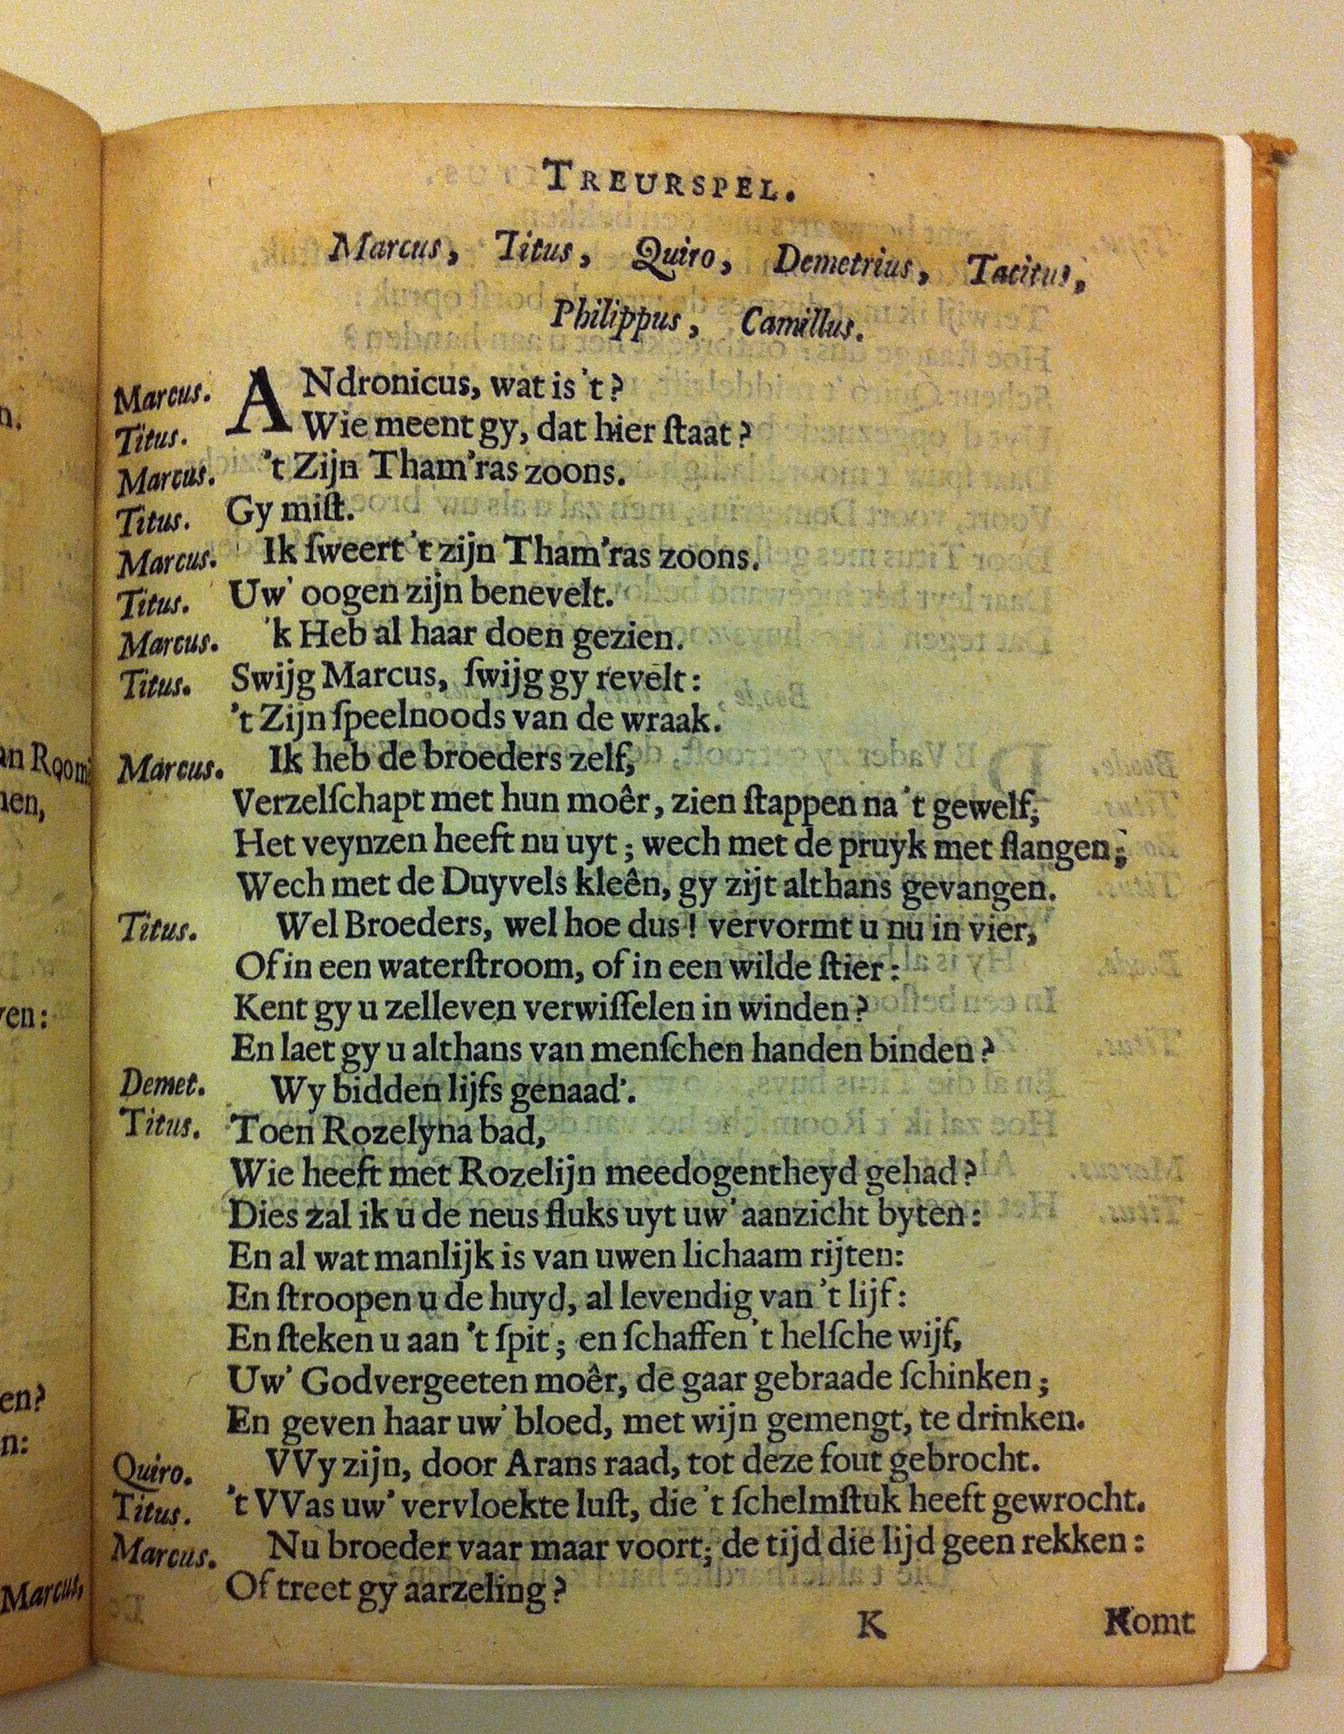 TREURSPEL.
Marcus, Titus, Quiro, Demetrius, Tacitus,
Philippus, Camillus.
Marcus. ANdronicus, wat is 't?
Titus. Wie meent gy, dat hier ſtaat?
Marcus. 't Zijn Tham'ras zoons.
Titus. Gy miſt.
Marcus. Ik ſweert 't zijn Tham'ras zoons.
Titus. Uw' oogen zijn benevelt.
Marcus. 'k Heb al haar doen gezien.
Titus. Swijg Marcus, ſwijg gy revelt:
't Zijn ſpeelnoods van de wraak.
Marcus. Ik heb de broeders zelf,
Verzelſchapt met hun moêr, zien ſtappen na 't gewelf;
Het veynzen heeft nu uyt; wech met de pruyk met ſlangen;
Wech met de Duyvels kleên, gy zijt althans gevangen.
Titus. Wel Broeders, wel hoe dus! vervormt u nu in vier,
Of in een waterſtroom, of in een wilde ſtier:
Kent gy u zelleven verwiſſelen in winden?
En laet gy u althans van menſchen handen binden?
Demet. Wy bidden lijfs genaad'.
Titus. Toen Rozelyna bad,
Wie heeft met Rozelijn meedogentheyd gehad?
Dies zal ik u de neus fluks uyt uw' aanzicht byten:
En al wat manlijk is van uwen lichaam rijten:
En ſtroopen u de huyd, al levendig van 't lijf:
En ſteken u aan 't ſpit; en ſchaffen 't helſche wijf,
Uw' Godvergeeten moêr, de gaar gebraade ſchinken;
En geven haar uw' bloed, met wijn gemengt, te drinken.
Quiro. VVy zijn, door Arans raad, tot deze fout gebrocht.
Titus. 't VVas uw' vervloekte luſt, die 't ſchelmſtuk heeft gewrocht.
Marcus. Nu broeder vaar maar voort; de tijd die lijd geen rekken:
Of treet gy aarzeling?
K Komt